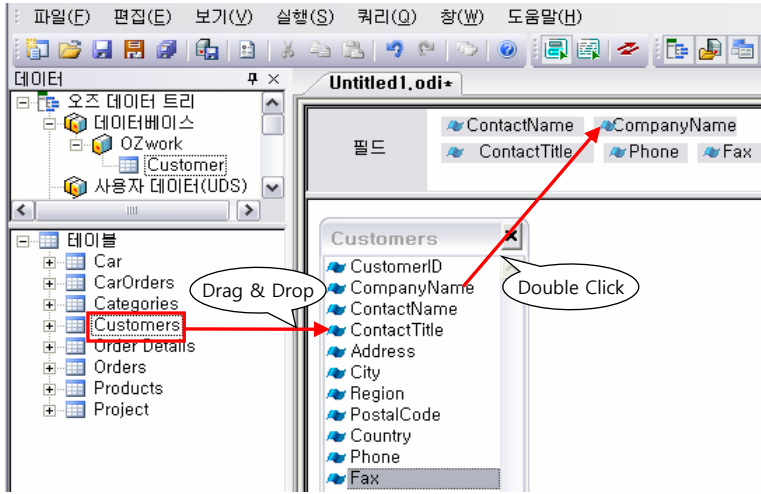 파일(F) 편집(E) 보기(V) 실행(S) 쿼리(Q) 창(W) 도움말(H)
데이터
오즈 데이터 트리
데이터베이스
OZwork
Customer
사용자 데이터(UDS)
테이블
Car
CarOrders
Categories
Customers
Order Details
Orders
Products
Project
Drag & Drop
Untitled1.odi*
필드
ContactName CompanyName
ContactTitle Phone Fax
Customers
CustomerID
CompanyName
ContactName
ContactTitle
Address
City
Region
PostalCode
Country
Phone
Fax
Double Click